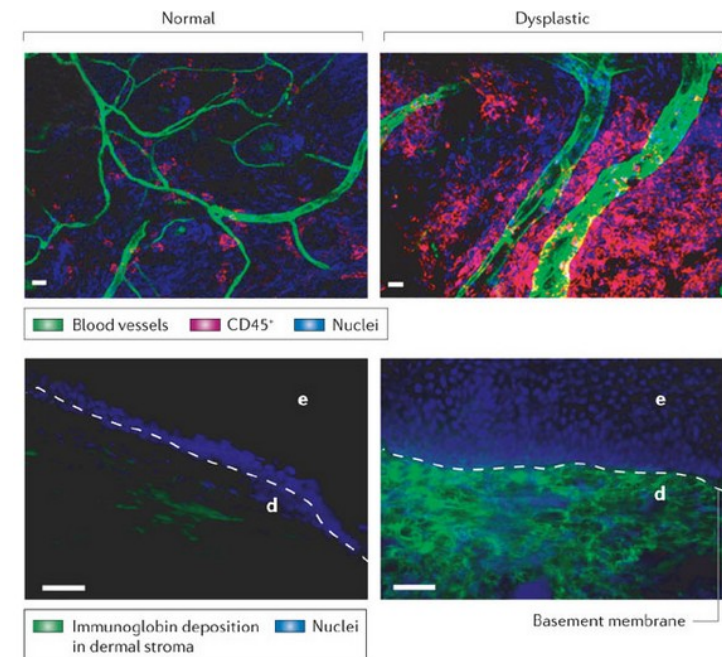 Normal
Dysplastic
Blood vessels CD45⁺ Nuclei
e
d
e
d
Immunoglobin deposition
in dermal stroma
Nuclei
Basement membrane